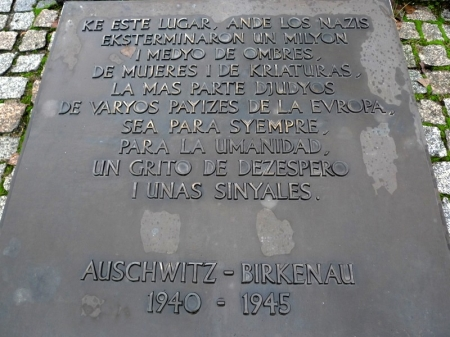 KE ESTE LUGAR, ANDE LOS NAZIS
EKSTERMINARON UN MILYON
I MEDYO DE OMBRES,
DE MUJERES I DE KRIATURAS,
LA MAS PARTE DJUDYOS
DE VARYOS PAYIZES DE LA EVROPA,
SEA PARA SYEMPRE,
PARA LA UMANIDAD,
UN GRITO DE DEZESPERO
I UNAS SINYALES.
AUSCHWITZ - BIRKENAU
1940 - 1945